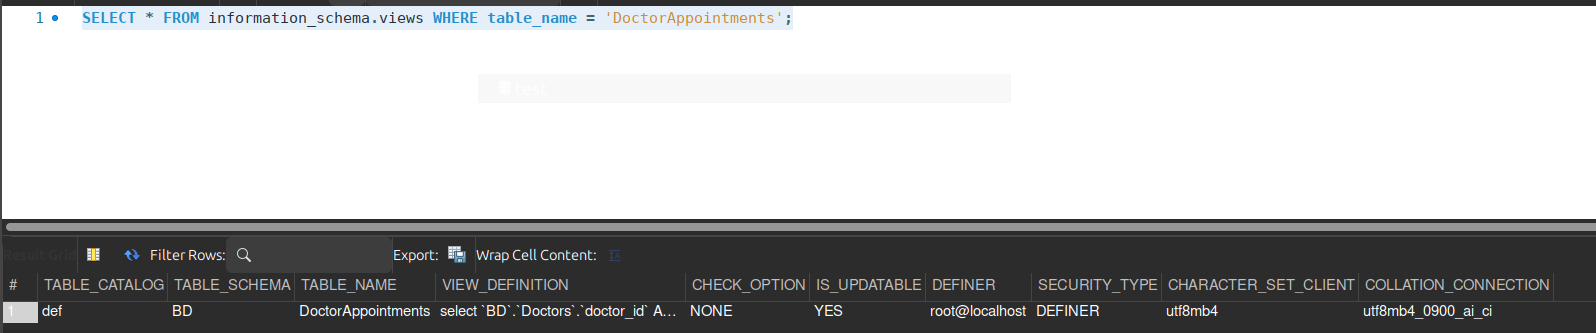 1 SELECT * FROM information_schema.views WHERE table_name = 'DoctorAppointments';
test
Result Grid Filter Rows: Export: Wrap Cell Content:
# TABLE_CATALOG TABLE_SCHEMA TABLE_NAME VIEW_DEFINITION CHECK_OPTION IS_UPDATABLE DEFINER SECURITY_TYPE CHARACTER_SET_CLIENT COLLATION_CONNECTION
1 def BD DoctorAppointments select `BD`.`Doctors`.`doctor_id` A... NONE YES root@localhost DEFINER utf8mb4 utf8mb4_0900_ai_ci